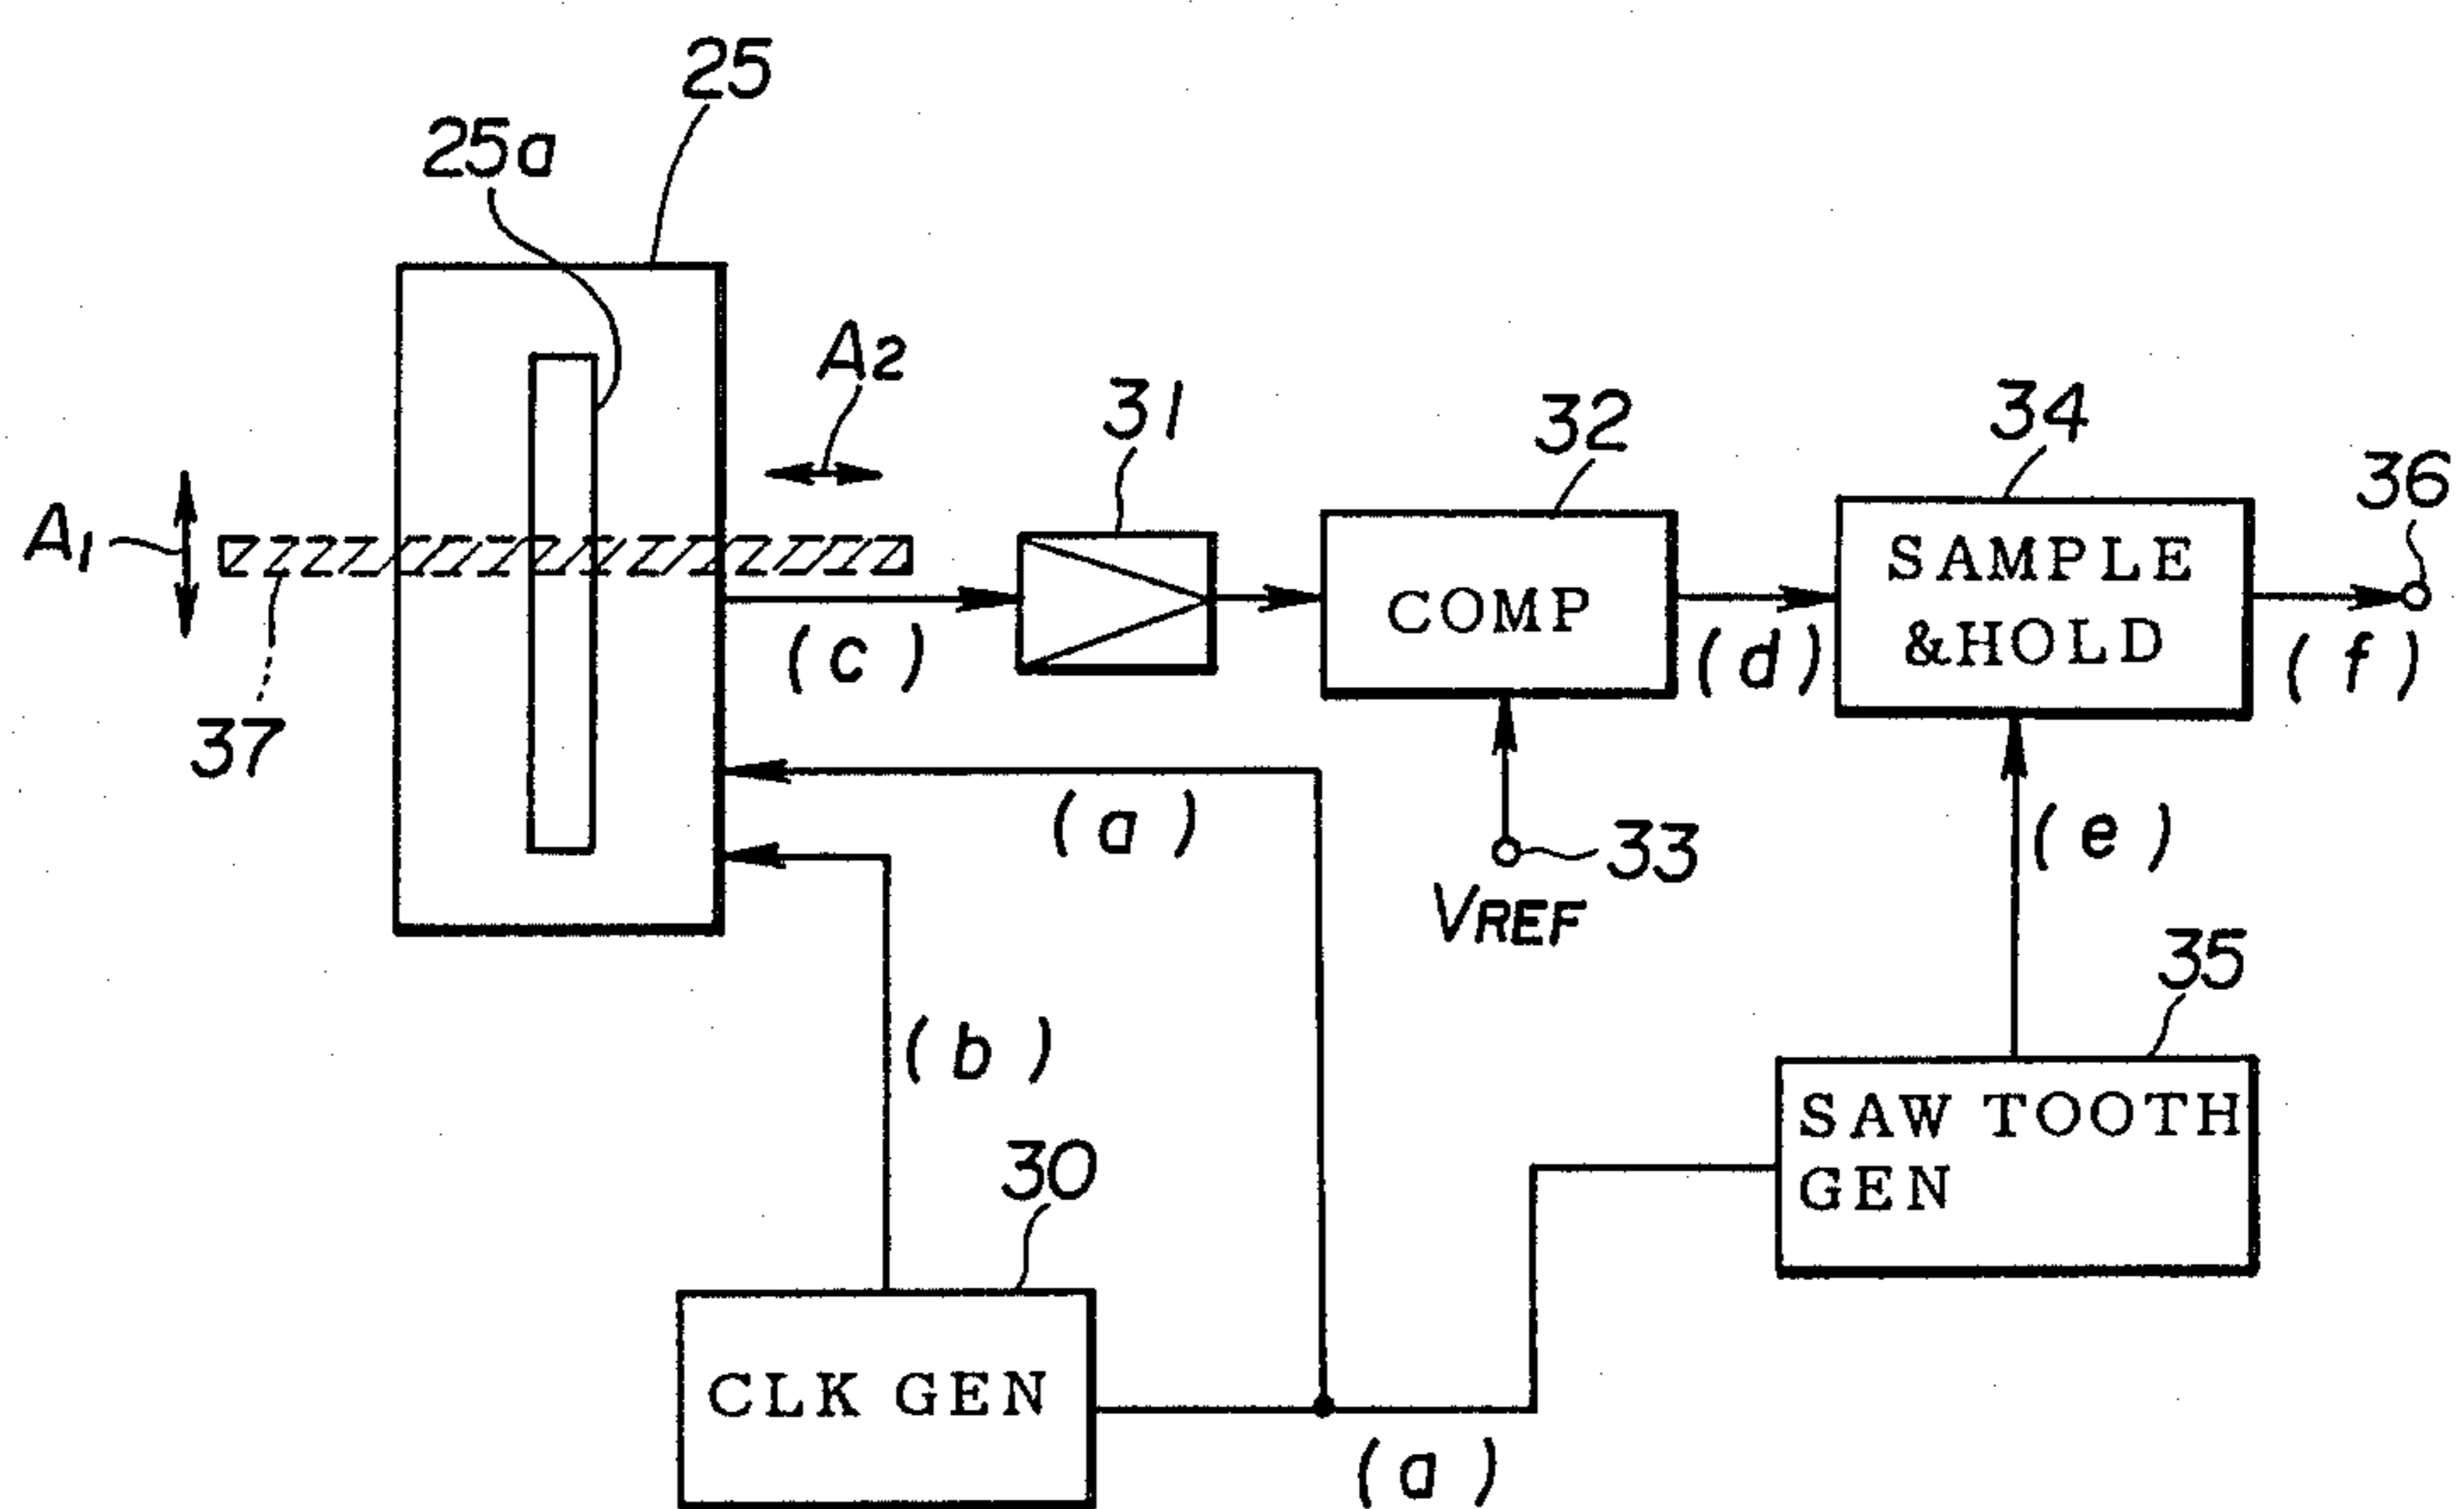 25
25a
A2
31
32
34
36
A1
37
(c)
COMP
(d)
SAMPLE
&HOLD
(f)
(a)
33
VREF
(e)
35
(b)
SAW TOOTH
GEN
30
CLK GEN
(a)